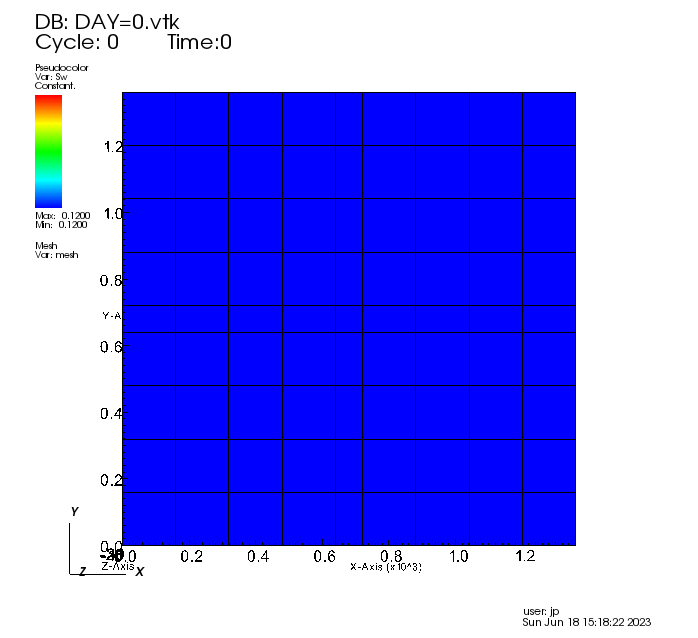 DB: DAY=0.vtk
Cycle: 0 Time:0
Pseudocolor
Var: Sw
Constant.
Max: 0.1200
Min: 0.1200
Mesh
Var: mesh
1.2
1.0
0.8
Y-A
0.6
0.4
0.2
0.0
0.0 0.2 0.4 0.6 0.8 1.0 1.2
Z-Axis X-Axis (x10^3)
Y
Z X
user: jp
Sun Jun 18 15:18:22 2023